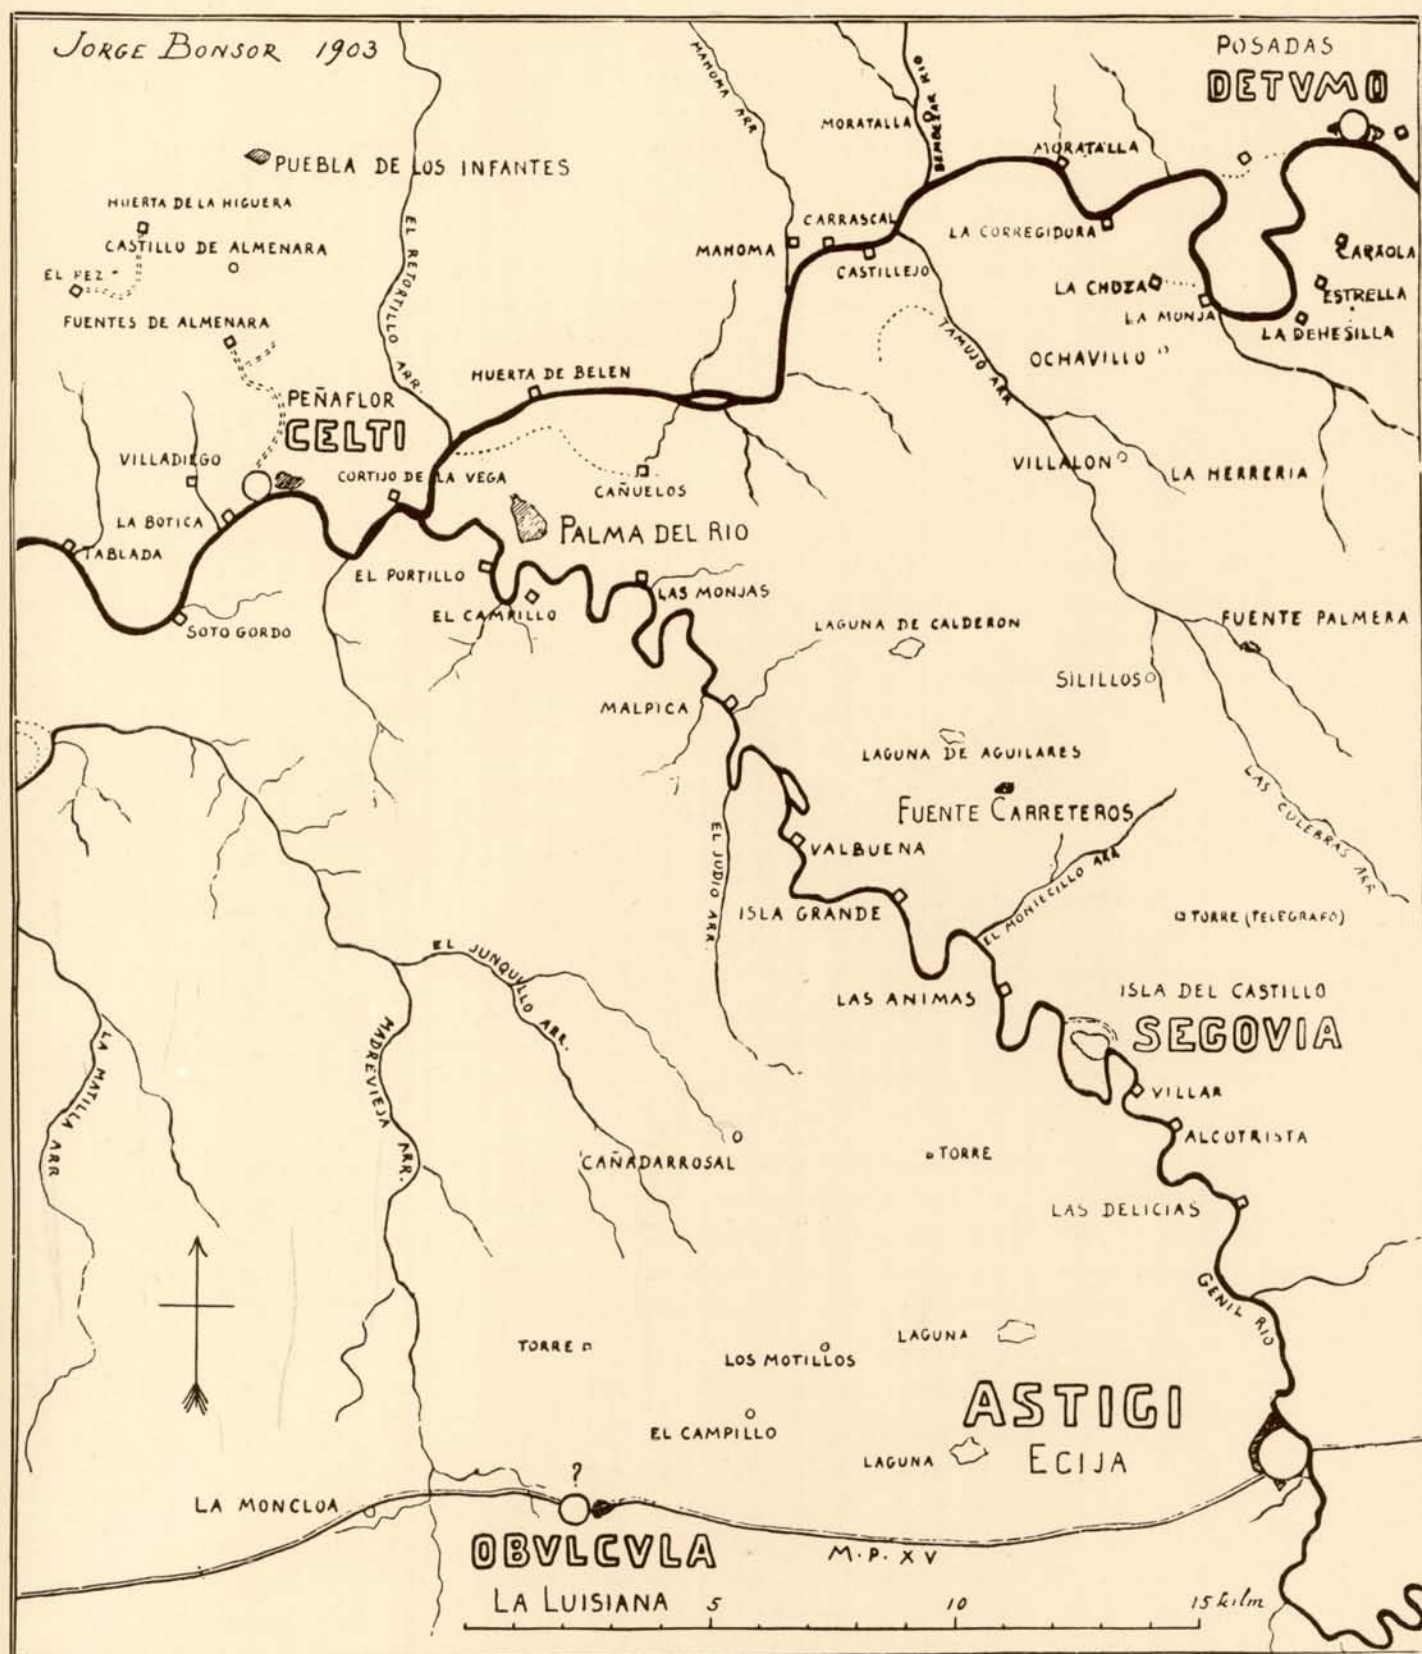 JORGE BONSOR 1903
POSADAS
DETVMO
MAHOMA ARR
BEMBEZAR RIO
MORATALLA
MORATALLA
PUEBLA DE LOS INFANTES
HUERTA DE LA HIGUERA
CASTILLO DE ALMENARA
EL PEZ
FUENTES DE ALMENARA
EL RETORTILLO ARR.
CARRASCAL
MAHOMA
CASTILLEJO
LA CORREGIDURA
LA CHOZA
LA MONJA
CARAOLA
ESTRELLA
LA DEHESILLA
OCHAVILLO
TAMUJO ARR
HUERTA DE BELEN
PEÑAFLOR
CELTI
VILLADIEGO
CORTIJO DE LA VEGA
CAÑUELOS
VILLALON
LA HERRERIA
LA BOTICA
TABLADA
PALMA DEL RIO
EL PORTILLO
EL CAMPILLO
LAS MONJAS
SOTO GORDO
LAGUNA DE CALDERON
FUENTE PALMERA
SILILLOS
MALPICA
LAGUNA DE AGUILARES
FUENTE CARRETEROS
LAS CULEBRAS ARR
EL JUDIO ARR.
VALBUENA
ISLA GRANDE
EL MONTECILLO ARR
TORRE (TELEGRAFO)
EL JUNQUILLO ARR.
LAS ANIMAS
ISLA DEL CASTILLO
SEGOVIA
LA MATILLA ARR
MADREVIEJA ARR.
VILLAR
ALCOTRISTA
CAÑADARROSAL
TORRE
LAS DELICIAS
GENIL RIO
TORRE
LOS MOTILLOS
LAGUNA
ASTIGI
ECIJA
EL CAMPILLO
LAGUNA
?
LA MONCLOA
OBVLCVLA
LA LUISIANA
M.P. XV
5 10 15 kilm